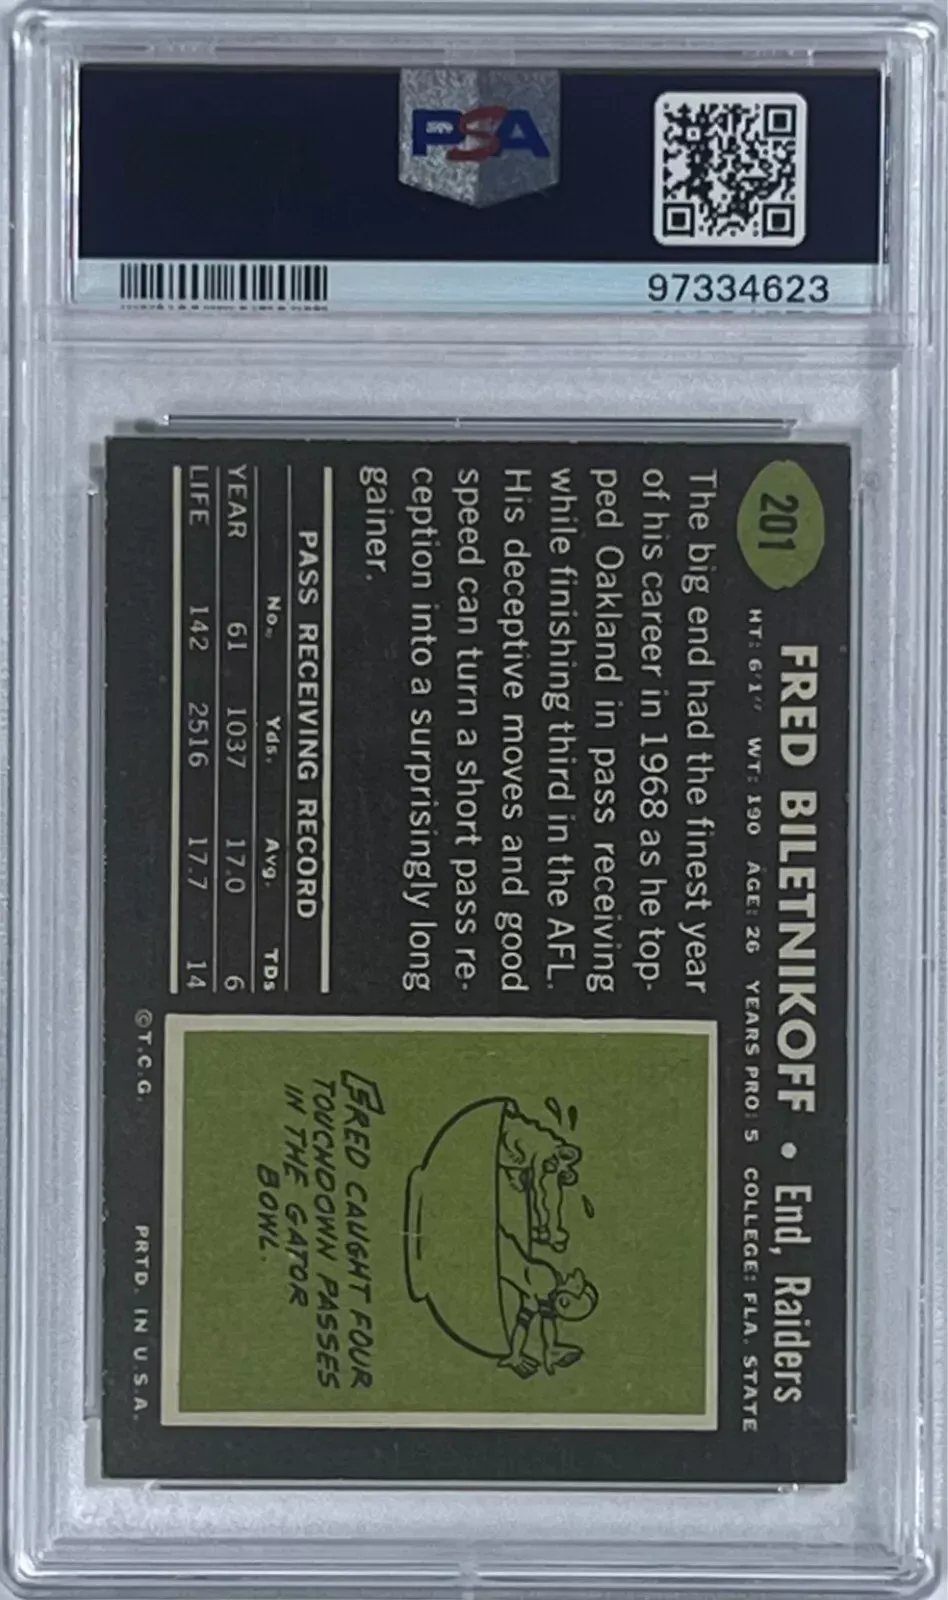 PSA
97334623
201
FRED BILETNIKOFF • End, Raiders
HT: 6'1" WT: 190 AGE: 26 YEARS PRO: 5 COLLEGE: FLA. STATE
The big end had the finest year
of his career in 1968 as he top-
ped Oakland in pass receiving
while finishing third in the AFL.
His deceptive moves and good
speed can turn a short pass re-
ception into a surprisingly long
gainer.
PASS RECEIVING RECORD
No. Yds. Avg. TDs
YEAR 61 1037 17.0 6
LIFE 142 2516 17.7 14
FRED CAUGHT FOUR
TOUCHDOWN PASSES
IN THE GATOR
BOWL.
©T.C.G. PRTD. IN U.S.A.